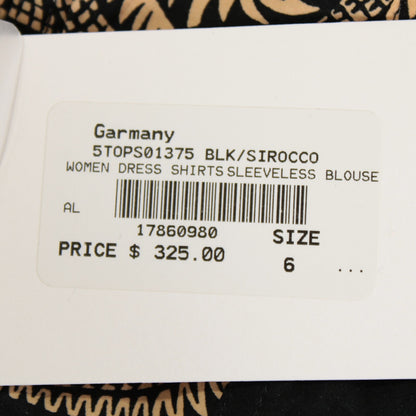 Garmany
5TOPS01375 BLK/SIROCCO
WOMEN DRESS SHIRTS SLEEVELESS BLOUSE
AL
17860980
SIZE
PRICE $ 325.00
6 ...